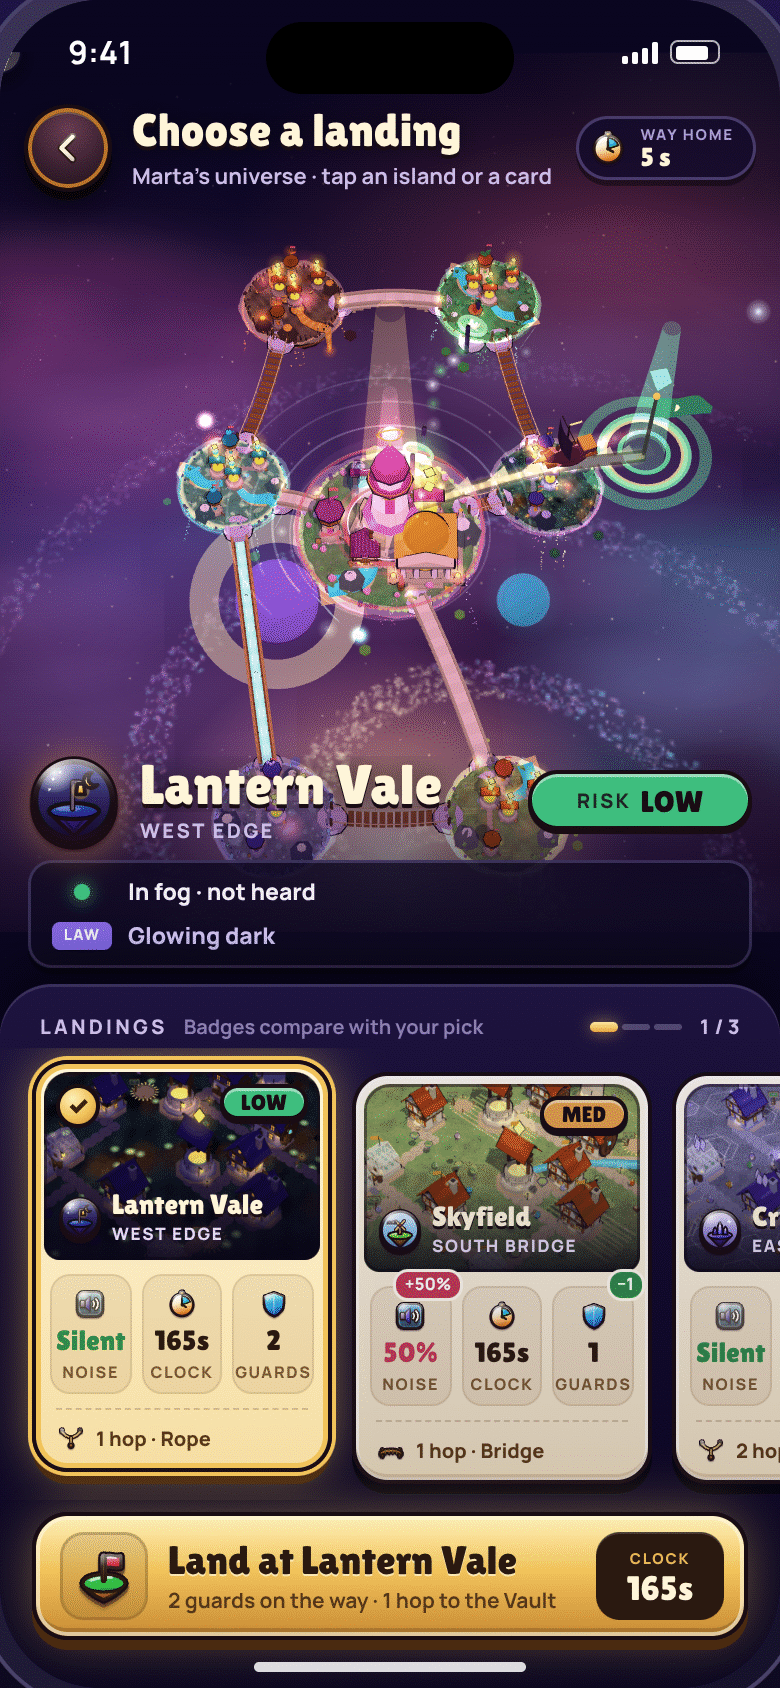 9:41
Choose a landing
Marta's universe · tap an island or a card
WAY HOME
5 s
Lantern Vale
WEST EDGE
RISK LOW
In fog · not heard
LAW Glowing dark
LANDINGS Badges compare with your pick 1 / 3
LOW
Lantern Vale
WEST EDGE
Silent
NOISE
165s
CLOCK
2
GUARDS
1 hop · Rope
MED
Skyfield
SOUTH BRIDGE
+50%
50%
NOISE
165s
CLOCK
−1
1
GUARDS
1 hop · Bridge
Cr
EAS
Silent
NOISE
2 hop
Land at Lantern Vale
2 guards on the way · 1 hop to the Vault
CLOCK
165s